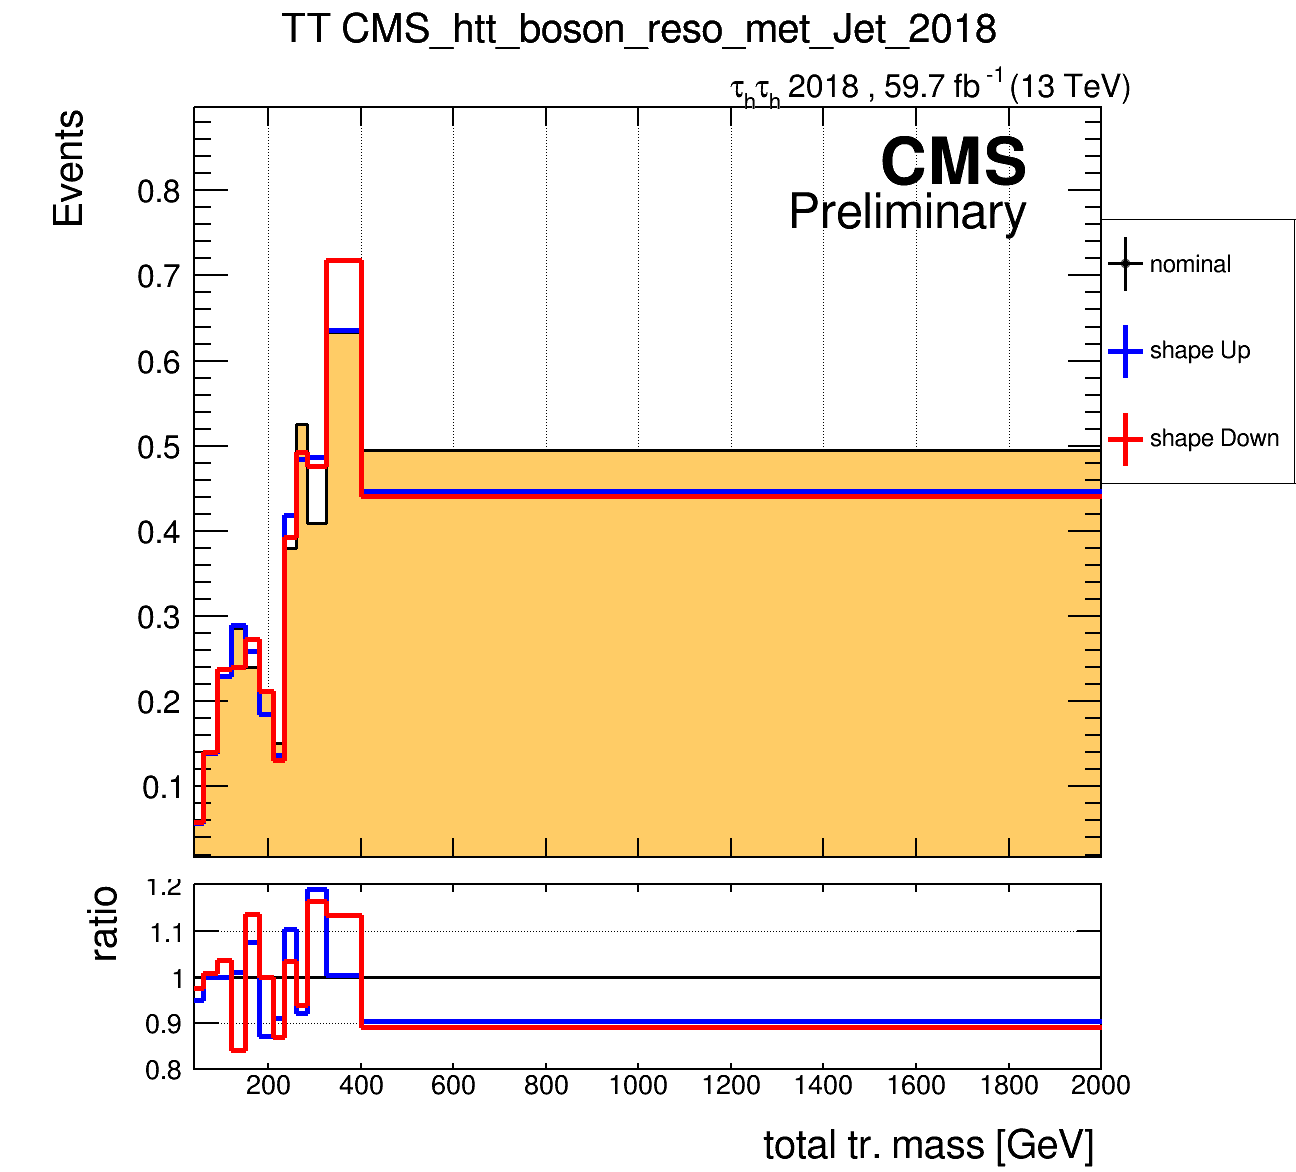 TT CMS_htt_boson_reso_met_Jet_2018
τhτh 2018 , 59.7 fb-1 (13 TeV)
Events
CMS
Preliminary
0.8
0.7
0.6
0.5
0.4
0.3
0.2
0.1
nominal
shape Up
shape Down
ratio
1.2
1.1
1
0.9
0.8
200 400 600 800 1000 1200 1400 1600 1800 2000
total tr. mass [GeV]